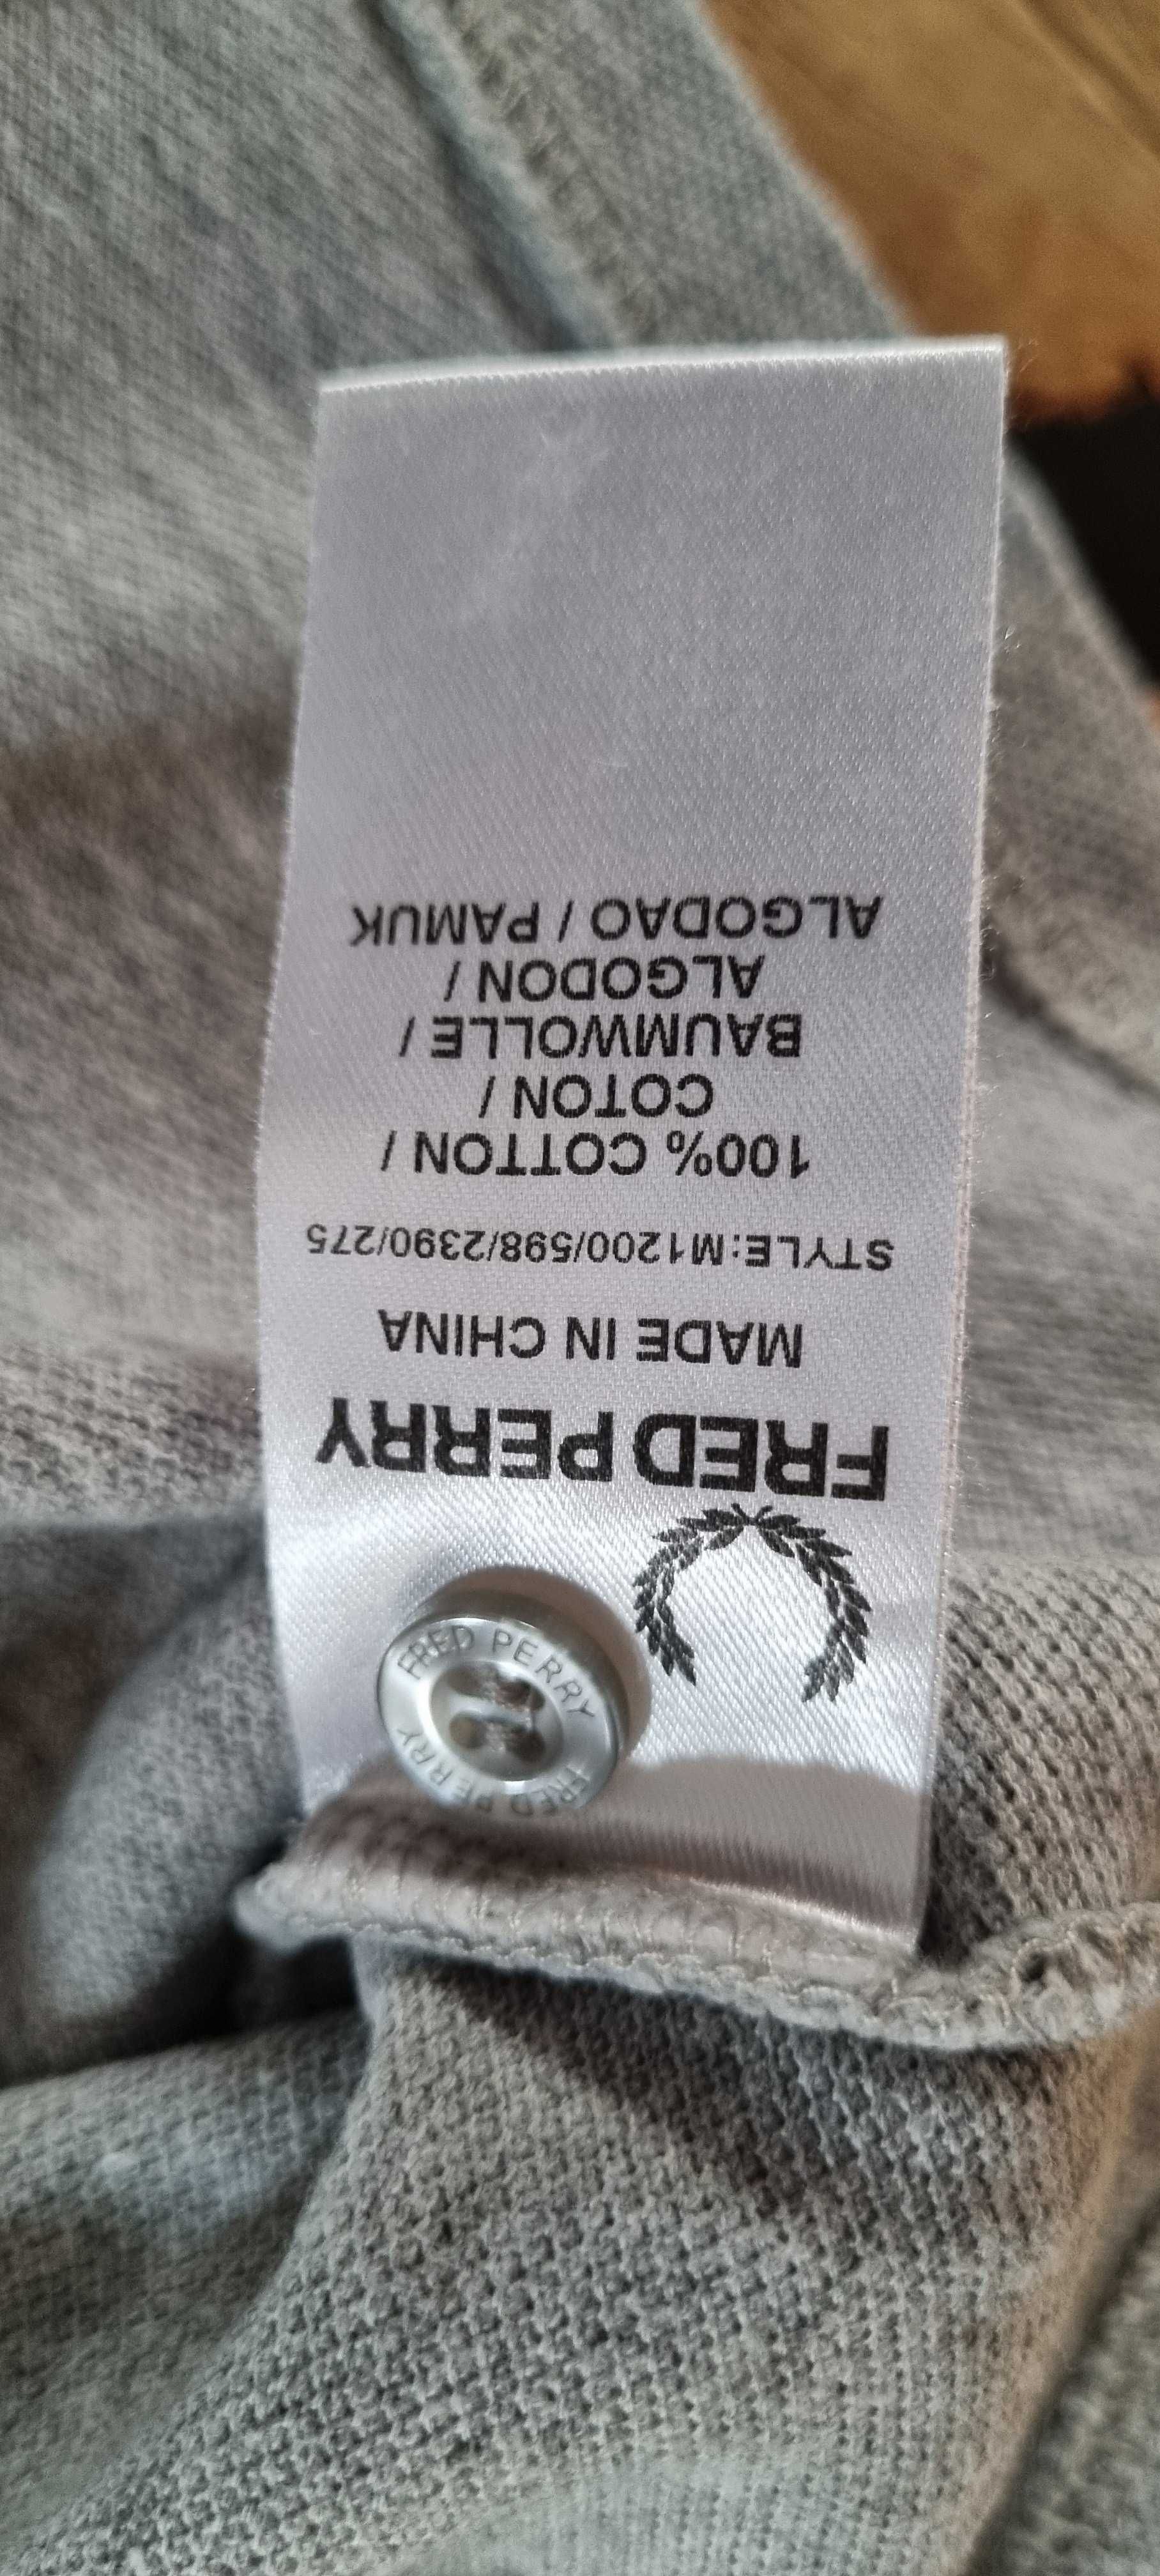 FRED PERRY
FRED PERRY
FRED PERRY
MADE IN CHINA
STYLE:M1200/598/2390/275
100% COTTON /
COTON /
BAUMWOLLE /
ALGODON /
ALGODAO / PAMUK